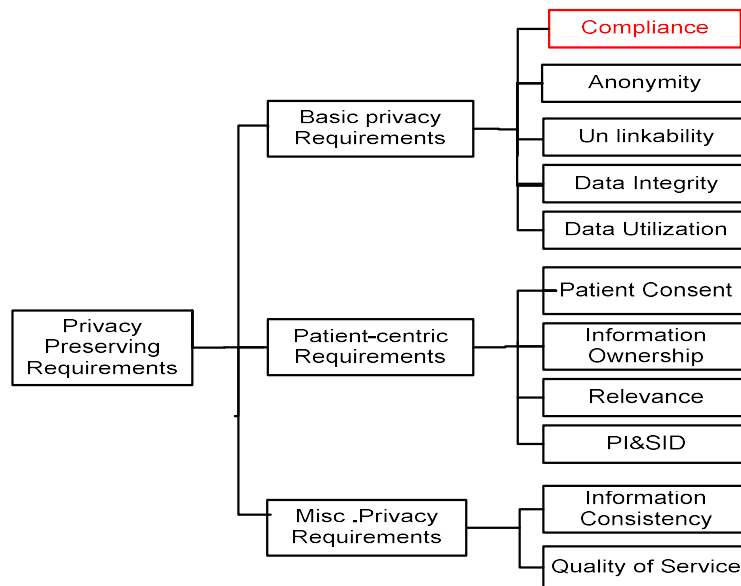 Compliance
Anonymity
Basic privacy
Requirements
Un linkability
Data Integrity
Data Utilization
Patient Consent
Privacy
Preserving
Requirements
Patient-centric
Requirements
Information
Ownership
Relevance
PI&SID
Misc .Privacy
Requirements
Information
Consistency
Quality of Service